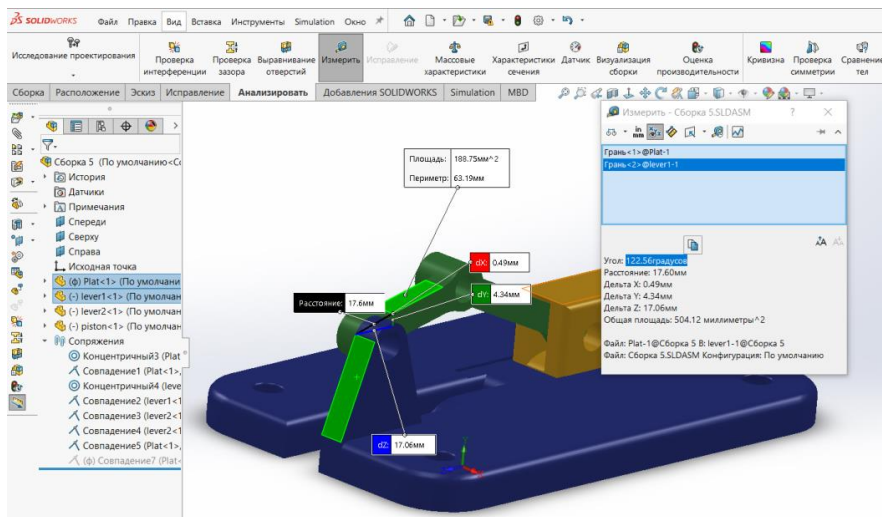 SOLIDWORKS Файл Правка Вид Вставка Инструменты Simulation Окно
Исследование проектирования
Проверка интерференции
Проверка зазора
Выравнивание отверстий
Измерить
Исправление
Массовые характеристики
Характеристики сечения
Датчик
Визуализация сборки
Оценка производительности
Кривизна
Проверка симметрии
Сравнение тел
Сборка Расположение Эскиз Исправление Анализировать Добавления SOLIDWORKS Simulation MBD
Сборка 5 (По умолчанию<Со
История
Датчики
Примечания
Спереди
Сверху
Справа
Исходная точка
(ф) Plat<1> (По умолчани
(-) lever1<1> (По умолчан
(-) lever2<1> (По умолчан
(-) piston<1> (По умолчан
Сопряжения
Концентричный3 (Plat
Совпадение1 (Plat<1>,
Концентричный4 (leve
Совпадение2 (lever1<1
Совпадение3 (lever2<1
Совпадение4 (lever2<1
Совпадение5 (Plat<1>,
(ф) Совпадение7 (Plat<
Площадь: 188.75мм^2
Периметр: 63.19мм
dX: 0.49мм
dY: 4.34мм
Расстояние: 17.6мм
dZ: 17.06мм
Измерить - Сборка 5.SLDASM
in
mm
Грань<1>@Plat-1
Грань<2>@lever1-1
Угол: 122.56градусов
Расстояние: 17.60мм
Дельта X: 0.49мм
Дельта Y: 4.34мм
Дельта Z: 17.06мм
Общая площадь: 504.12 миллиметры^2
Файл: Plat-1@Сборка 5 В: lever1-1@Сборка 5
Файл: Сборка 5.SLDASM Конфигурация: По умолчанию